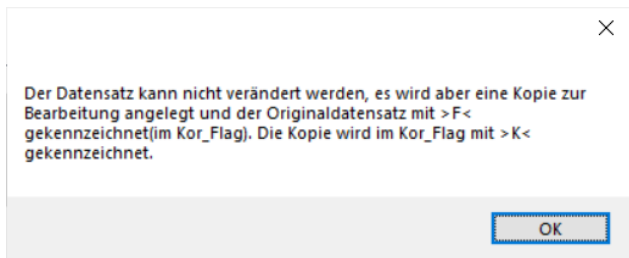 Der Datensatz kann nicht verändert werden, es wird aber eine Kopie zur
Bearbeitung angelegt und der Originaldatensatz mit >F<
gekennzeichnet(im Kor_Flag). Die Kopie wird im Kor_Flag mit >K<
gekennzeichnet.
OK